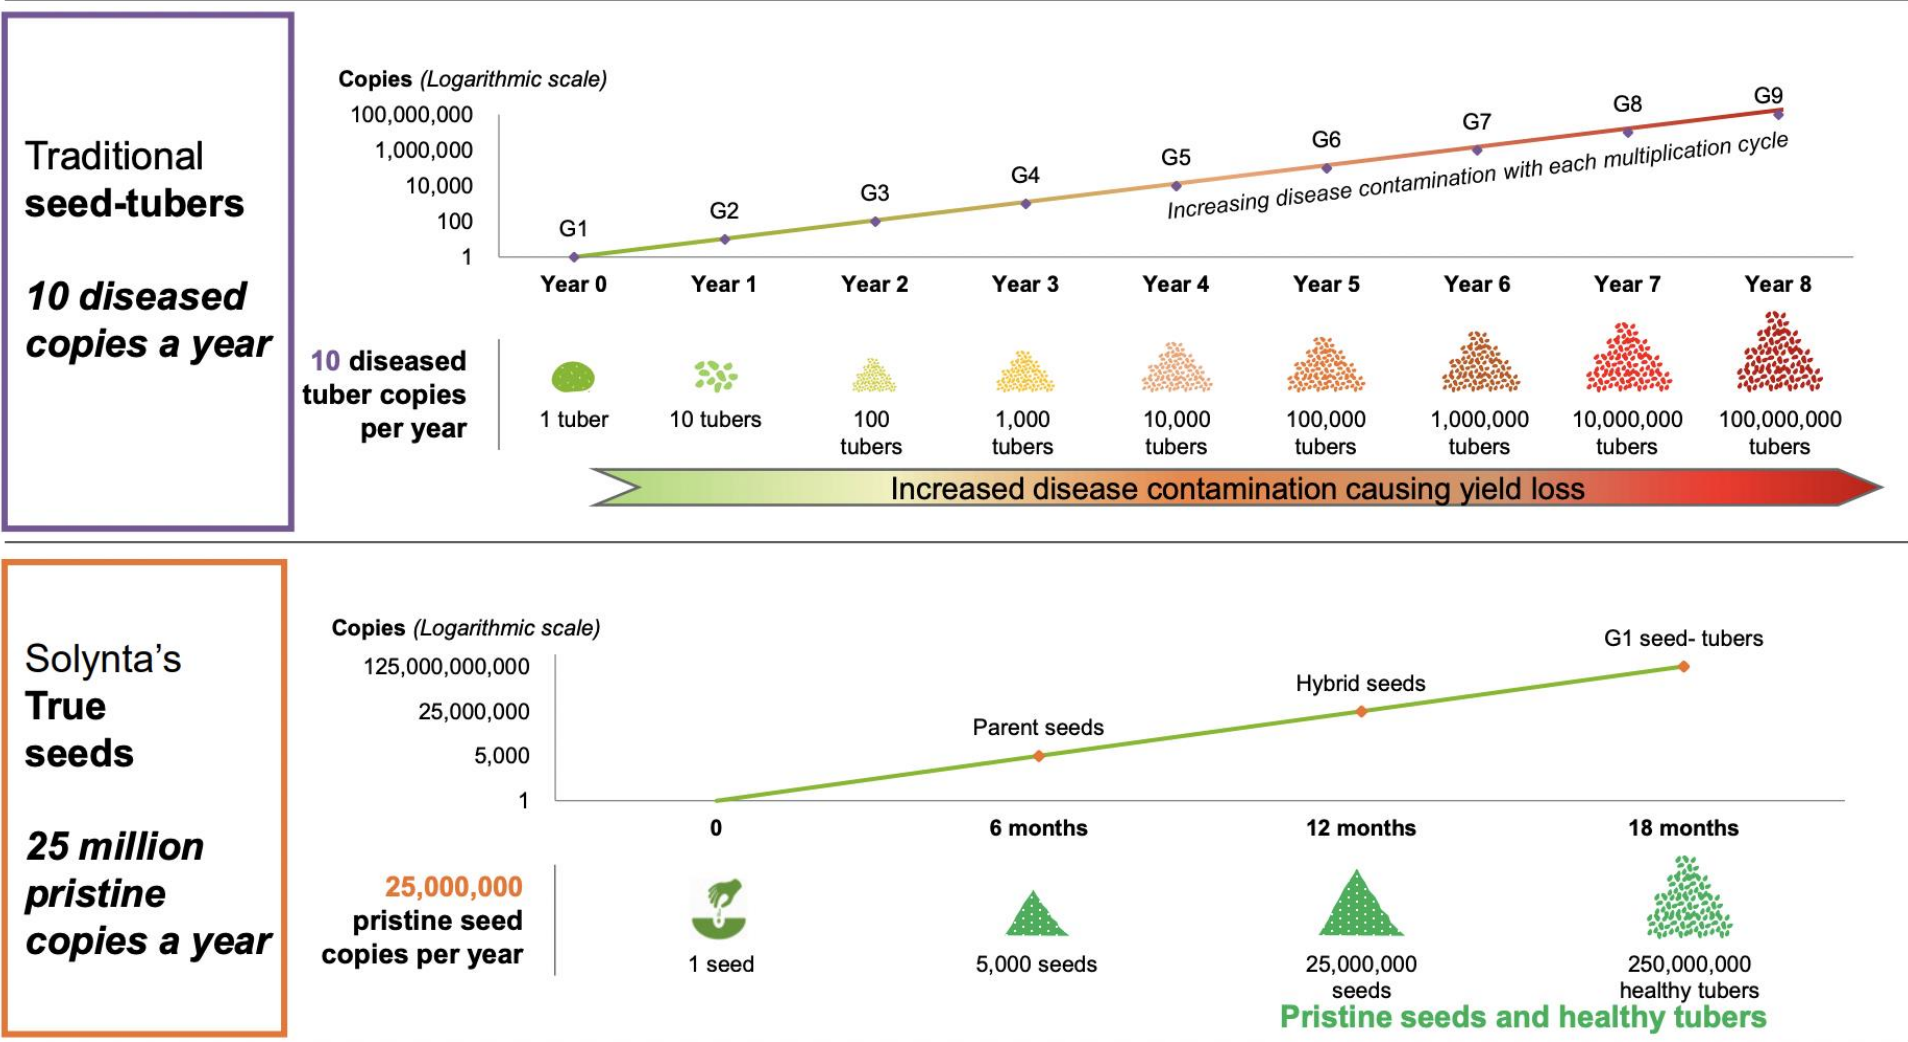 Traditional
seed-tubers
10 diseased
copies a year
Copies (Logarithmic scale)
100,000,000
1,000,000
10,000
100
1
G1
G2
G3
G4
G5
G6
G7
G8
G9
Increasing disease contamination with each multiplication cycle
Year 0
Year 1
Year 2
Year 3
Year 4
Year 5
Year 6
Year 7
Year 8
10 diseased
tuber copies
per year
1 tuber
10 tubers
100
tubers
1,000
tubers
10,000
tubers
100,000
tubers
1,000,000
tubers
10,000,000
tubers
100,000,000
tubers
Increased disease contamination causing yield loss
Solynta’s
True
seeds
25 million
pristine
copies a year
Copies (Logarithmic scale)
125,000,000,000
25,000,000
5,000
1
Parent seeds
Hybrid seeds
G1 seed- tubers
0
6 months
12 months
18 months
25,000,000
pristine seed
copies per year
1 seed
5,000 seeds
25,000,000
seeds
250,000,000
healthy tubers
Pristine seeds and healthy tubers